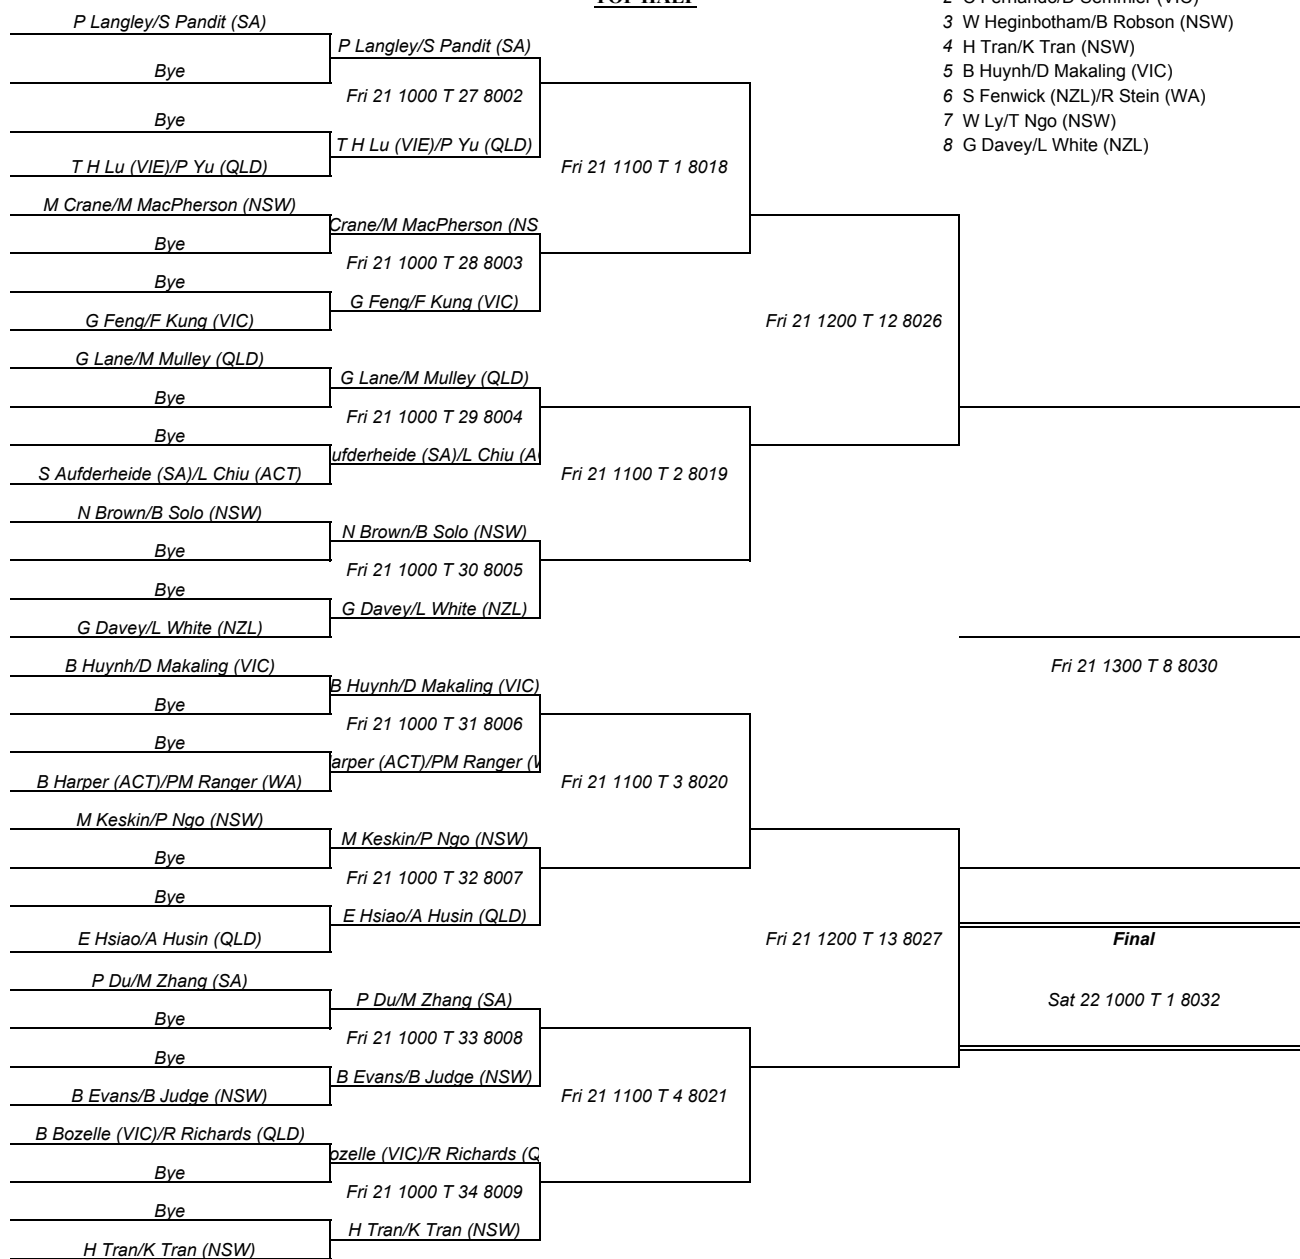 TOP HALF
3 W Heginbotham/B Robson (NSW)
4 H Tran/K Tran (NSW)
5 B Huynh/D Makaling (VIC)
6 S Fenwick (NZL)/R Stein (WA)
7 W Ly/T Ngo (NSW)
8 G Davey/L White (NZL)
P Langley/S Pandit (SA)
P Langley/S Pandit (SA)
Bye
Fri 21 1000 T 27 8002
Bye
T H Lu (VIE)/P Yu (QLD)
T H Lu (VIE)/P Yu (QLD)
Fri 21 1100 T 1 8018
M Crane/M MacPherson (NSW)
Crane/M MacPherson (NS
Bye
Fri 21 1000 T 28 8003
Bye
G Feng/F Kung (VIC)
G Feng/F Kung (VIC)
Fri 21 1200 T 12 8026
G Lane/M Mulley (QLD)
G Lane/M Mulley (QLD)
Bye
Fri 21 1000 T 29 8004
Bye
ufderheide (SA)/L Chiu (A
S Aufderheide (SA)/L Chiu (ACT)
Fri 21 1100 T 2 8019
N Brown/B Solo (NSW)
N Brown/B Solo (NSW)
Bye
Fri 21 1000 T 30 8005
Bye
G Davey/L White (NZL)
G Davey/L White (NZL)
B Huynh/D Makaling (VIC)
Fri 21 1300 T 8 8030
B Huynh/D Makaling (VIC)
Bye
Fri 21 1000 T 31 8006
Bye
arper (ACT)/PM Ranger (
B Harper (ACT)/PM Ranger (WA)
Fri 21 1100 T 3 8020
M Keskin/P Ngo (NSW)
M Keskin/P Ngo (NSW)
Bye
Fri 21 1000 T 32 8007
Bye
E Hsiao/A Husin (QLD)
E Hsiao/A Husin (QLD)
Fri 21 1200 T 13 8027
Final
P Du/M Zhang (SA)
P Du/M Zhang (SA)
Sat 22 1000 T 1 8032
Bye
Fri 21 1000 T 33 8008
Bye
B Evans/B Judge (NSW)
B Evans/B Judge (NSW)
Fri 21 1100 T 4 8021
B Bozelle (VIC)/R Richards (QLD)
ozelle (VIC)/R Richards (Q
Bye
Fri 21 1000 T 34 8009
Bye
H Tran/K Tran (NSW)
H Tran/K Tran (NSW)